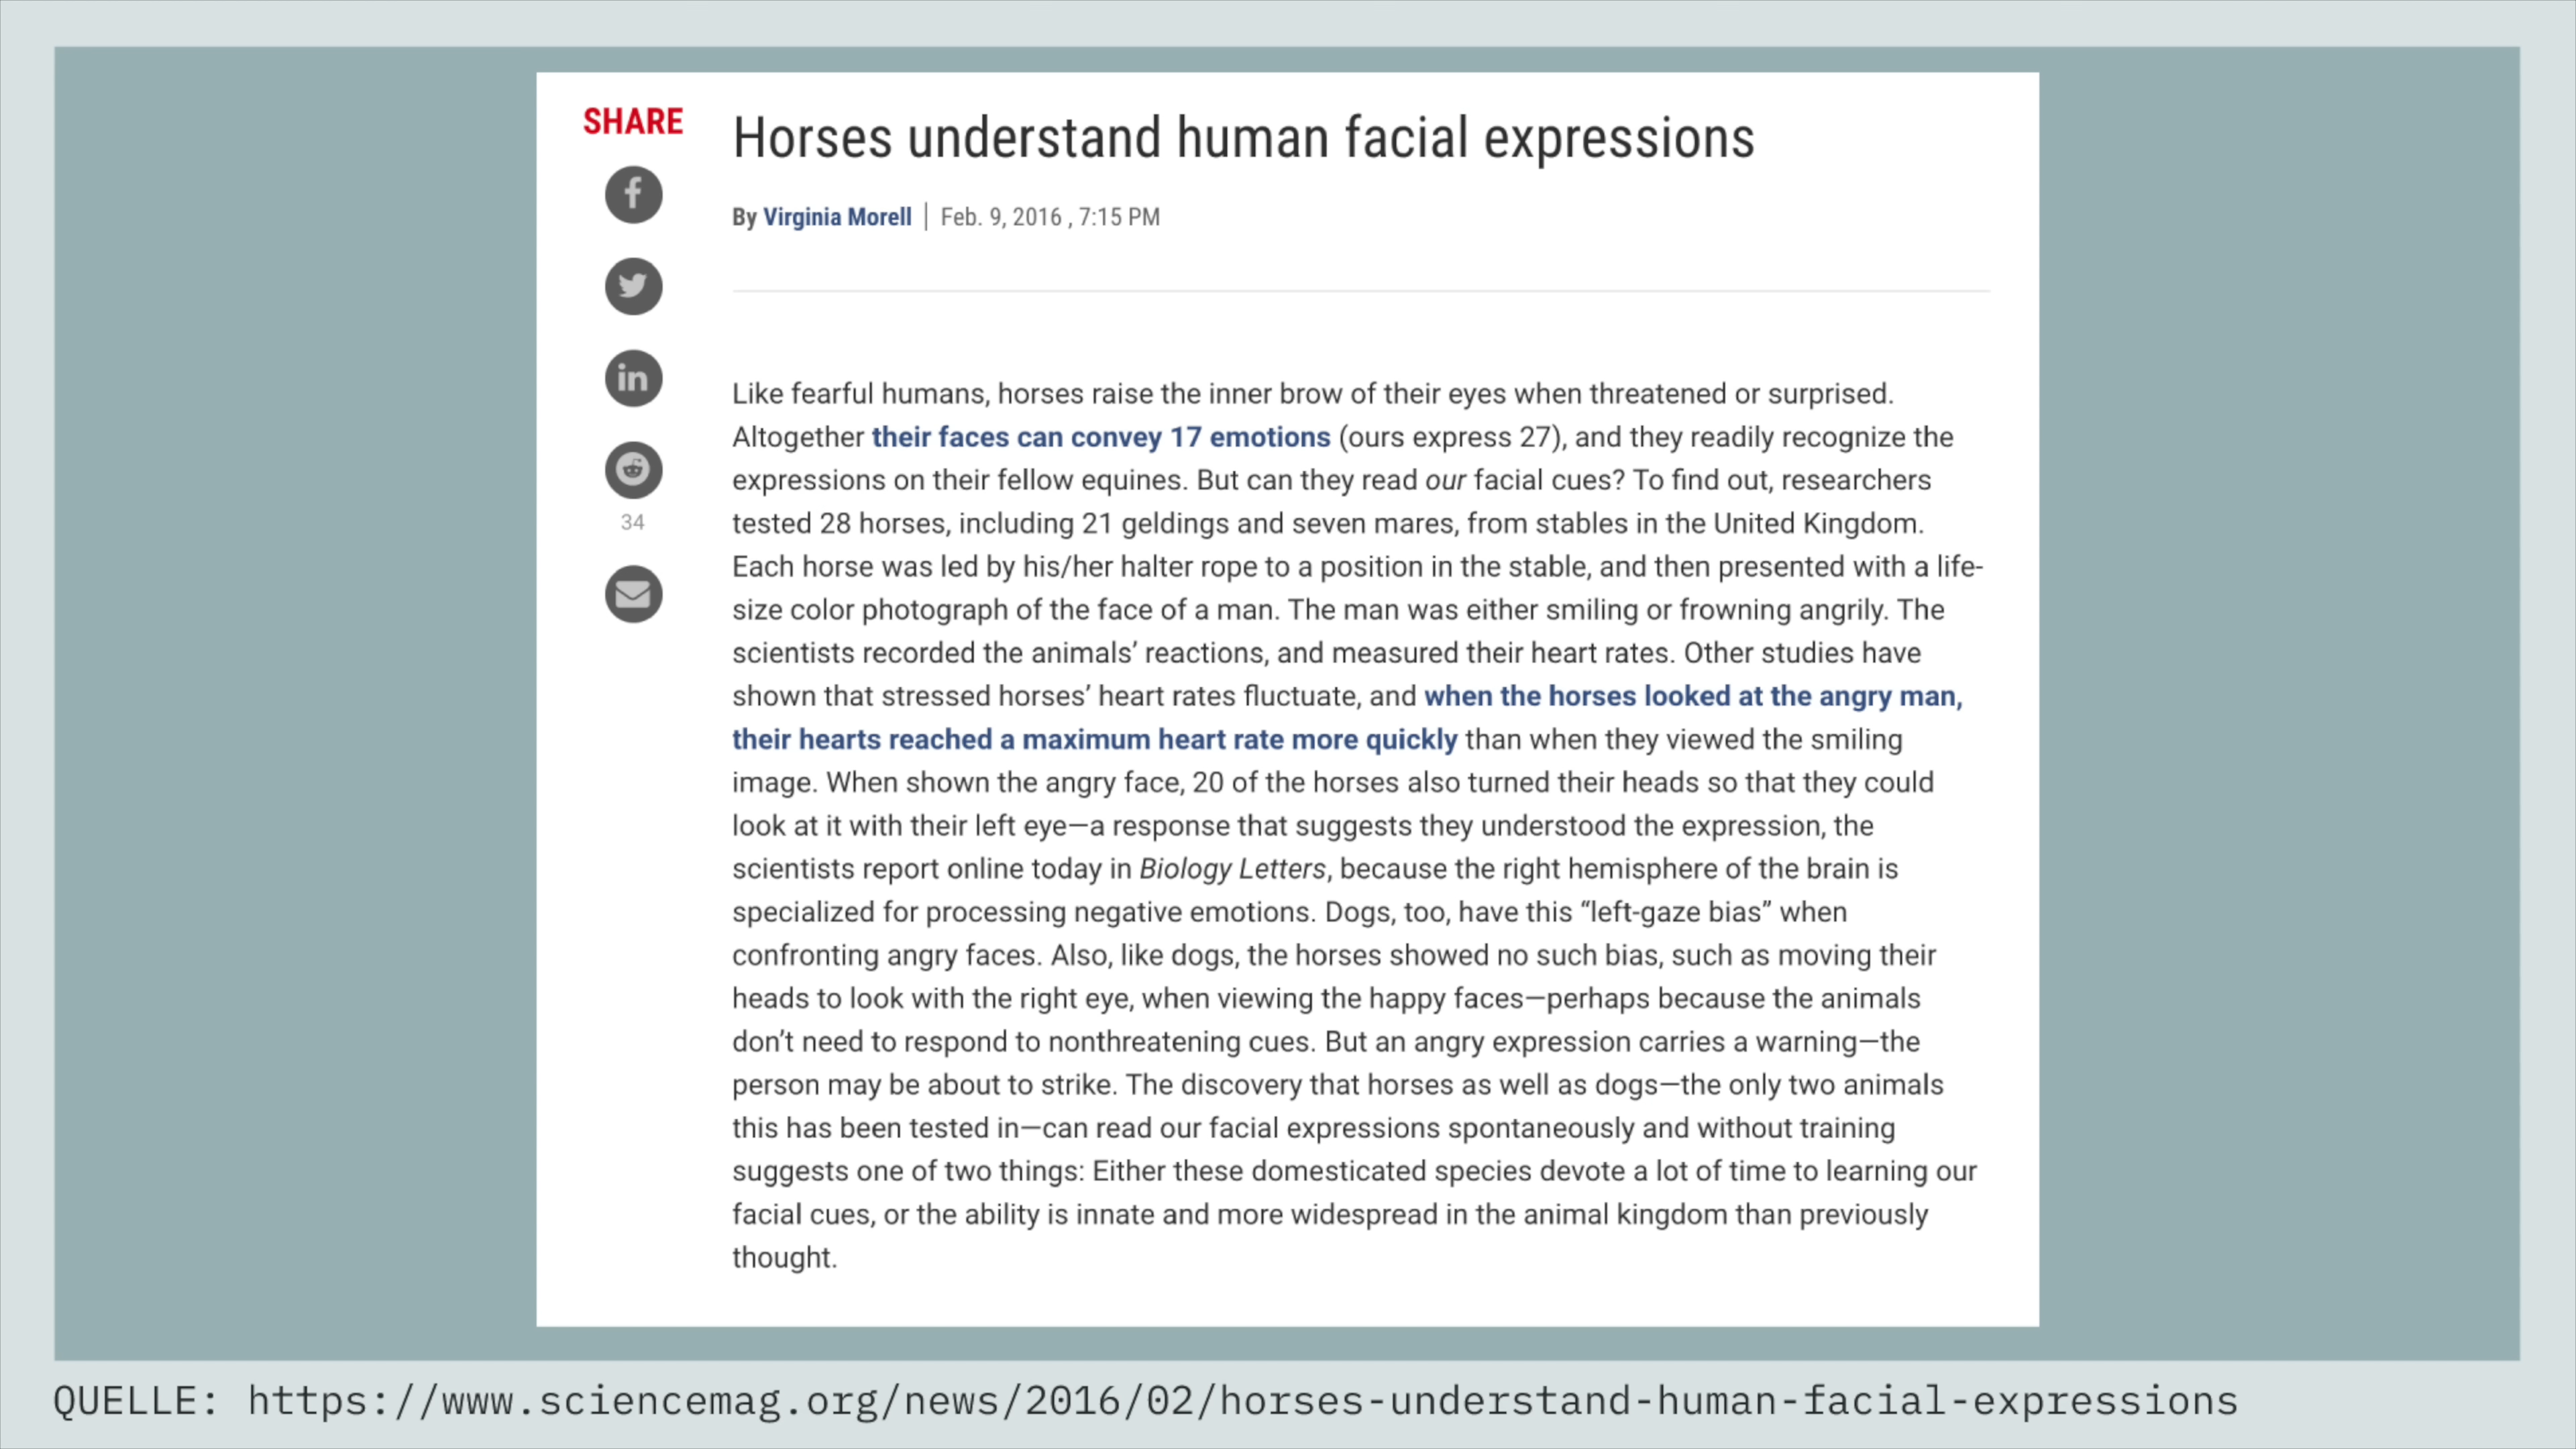 SHARE
Horses understand human facial expressions
By Virginia Morell | Feb. 9, 2016 , 7:15 PM
34
Like fearful humans, horses raise the inner brow of their eyes when threatened or surprised.
Altogether their faces can convey 17 emotions (ours express 27), and they readily recognize the
expressions on their fellow equines. But can they read our facial cues? To find out, researchers
tested 28 horses, including 21 geldings and seven mares, from stables in the United Kingdom.
Each horse was led by his/her halter rope to a position in the stable, and then presented with a life-
size color photograph of the face of a man. The man was either smiling or frowning angrily. The
scientists recorded the animals’ reactions, and measured their heart rates. Other studies have
shown that stressed horses’ heart rates fluctuate, and when the horses looked at the angry man,
their hearts reached a maximum heart rate more quickly than when they viewed the smiling
image. When shown the angry face, 20 of the horses also turned their heads so that they could
look at it with their left eye—a response that suggests they understood the expression, the
scientists report online today in Biology Letters, because the right hemisphere of the brain is
specialized for processing negative emotions. Dogs, too, have this “left-gaze bias” when
confronting angry faces. Also, like dogs, the horses showed no such bias, such as moving their
heads to look with the right eye, when viewing the happy faces—perhaps because the animals
don’t need to respond to nonthreatening cues. But an angry expression carries a warning—the
person may be about to strike. The discovery that horses as well as dogs—the only two animals
this has been tested in—can read our facial expressions spontaneously and without training
suggests one of two things: Either these domesticated species devote a lot of time to learning our
facial cues, or the ability is innate and more widespread in the animal kingdom than previously
thought.
QUELLE: https://www.sciencemag.org/news/2016/02/horses-understand-human-facial-expressions